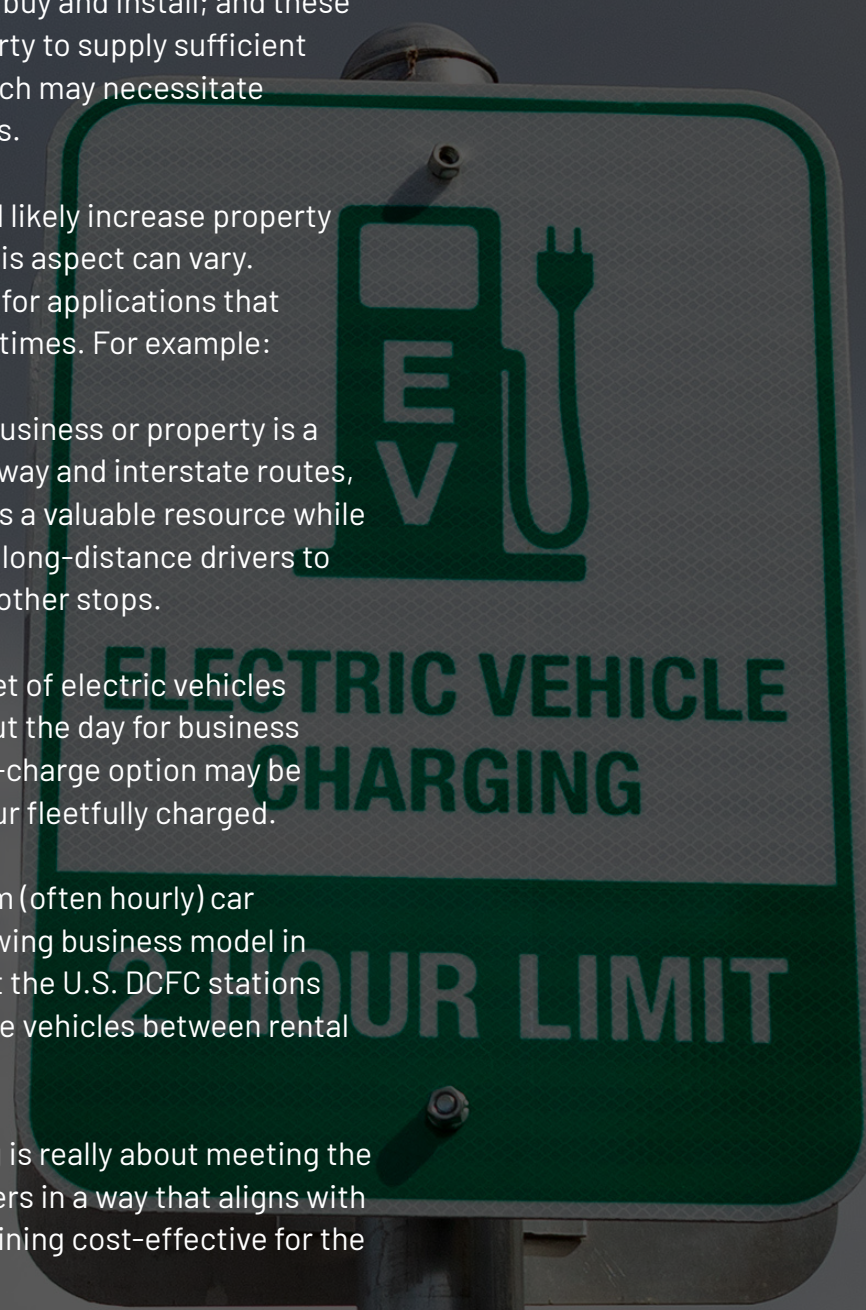 buy and install; and these
rty to supply sufficient
ch may necessitate
s.
l likely increase property
is aspect can vary.
for applications that
times. For example:
usiness or property is a
way and interstate routes,
s a valuable resource while
long-distance drivers to
other stops.
et of electric vehicles
ut the day for business
-charge option may be
ur fleetfully charged.
m (often hourly) car
wing business model in
t the U.S. DCFC stations
e vehicles between rental
is really about meeting the
ers in a way that aligns with
ining cost-effective for the
E
V
ELECTRIC VEHICLE
CHARGING
2 HOUR LIMIT